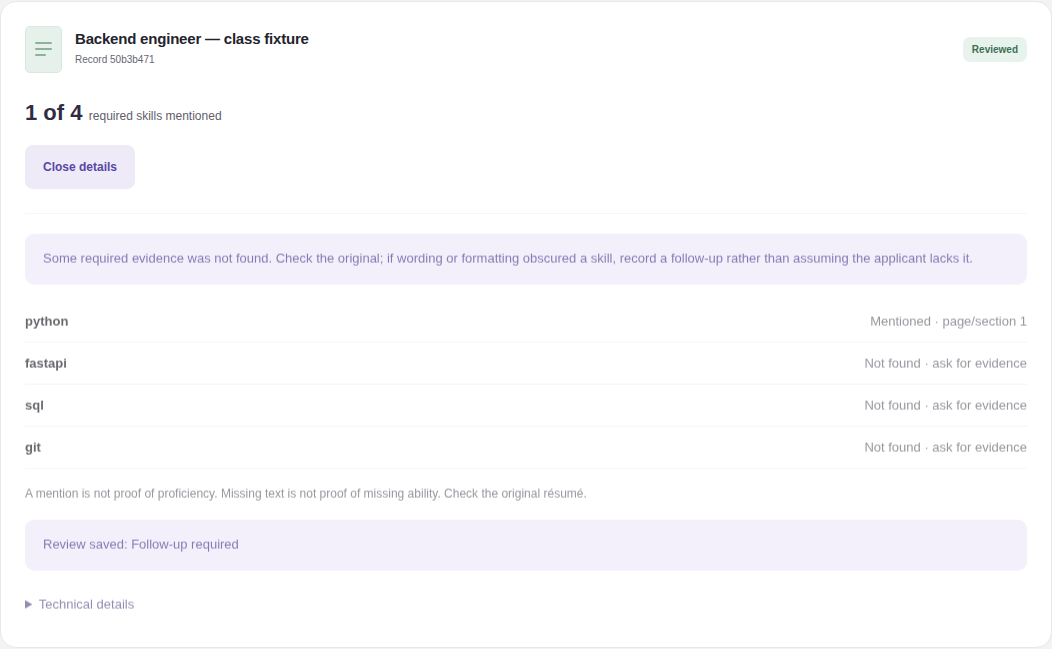 Backend engineer — class fixture
Record 50b3b471
Reviewed
1 of 4 required skills mentioned
Close details
Some required evidence was not found. Check the original; if wording or formatting obscured a skill, record a follow-up rather than assuming the applicant lacks it.
python Mentioned · page/section 1
fastapi Not found · ask for evidence
sql Not found · ask for evidence
git Not found · ask for evidence
A mention is not proof of proficiency. Missing text is not proof of missing ability. Check the original résumé.
Review saved: Follow-up required
Technical details